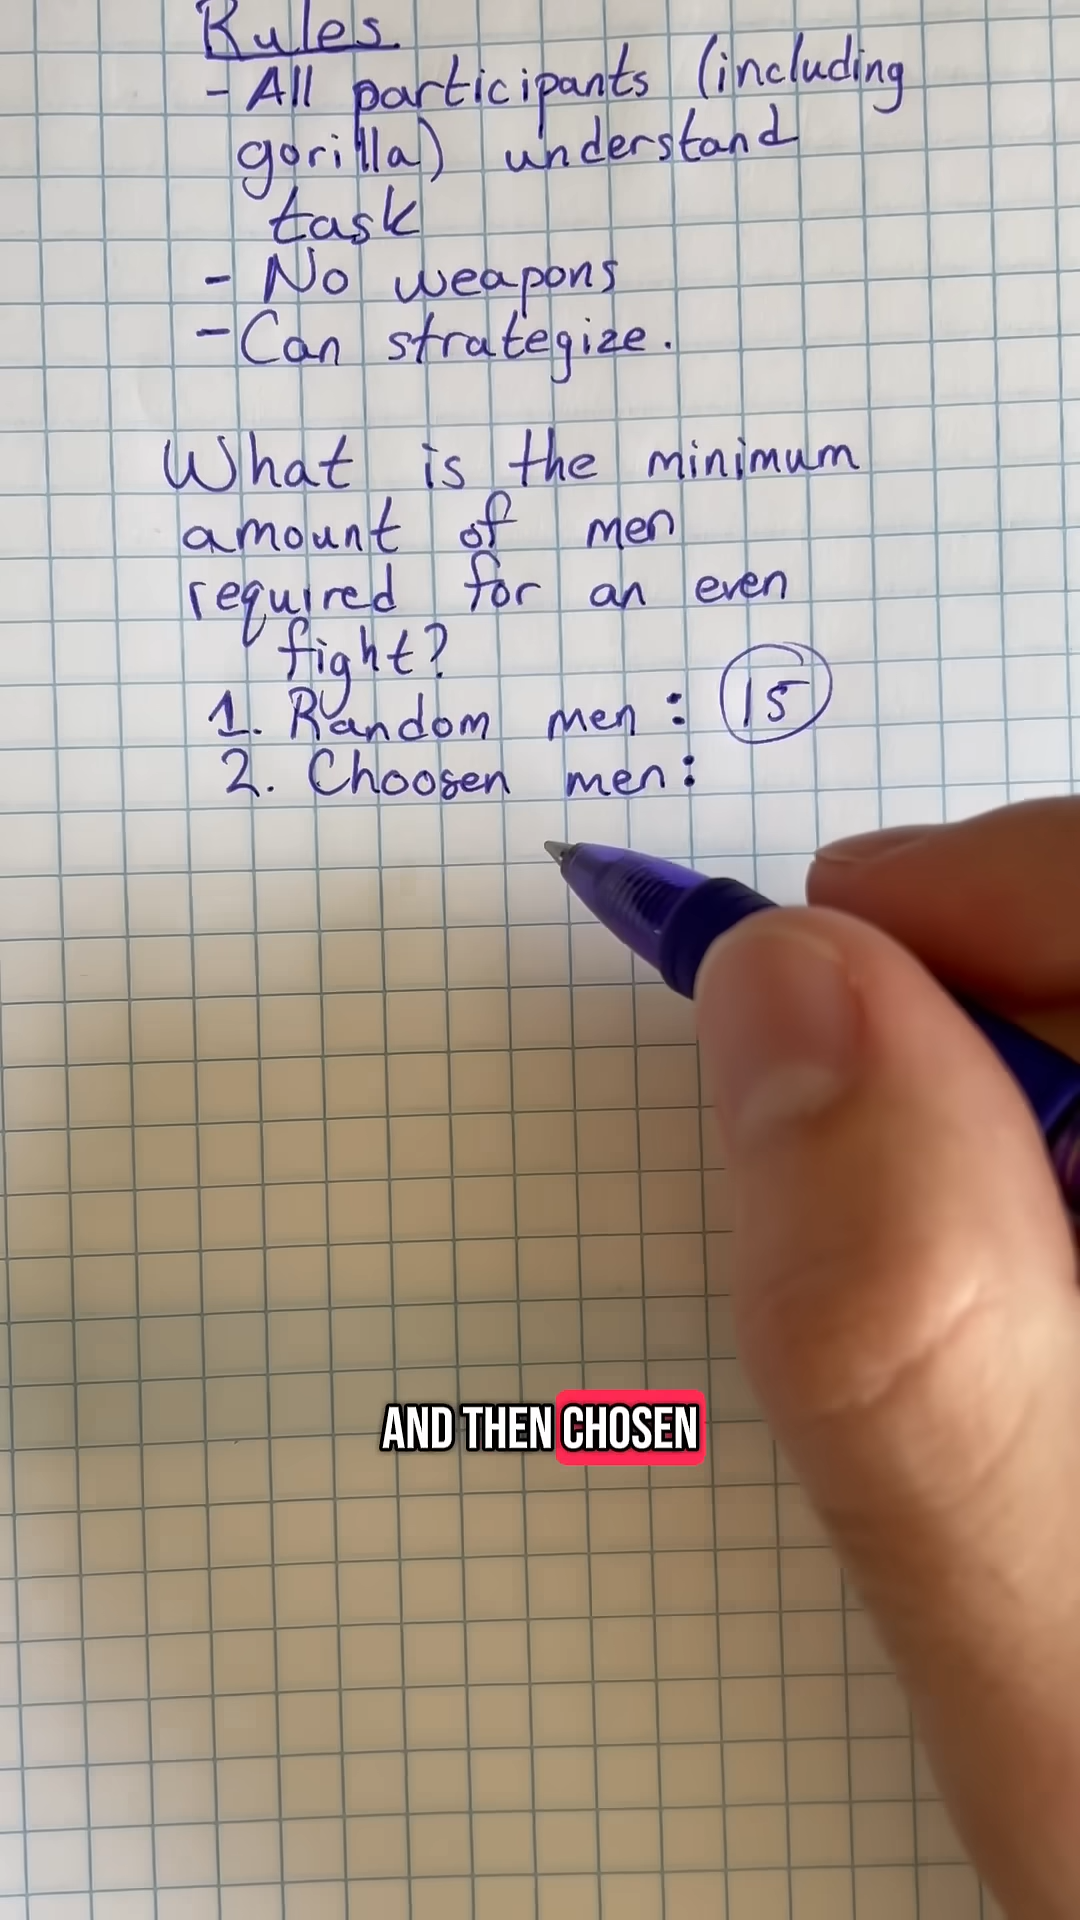 Rules
- All participants (including
gorilla) understand
task
- No weapons
- Can strategize.
What is the minimum
amount of men
required for an even
fight?
1. Random men: 15
2. Choosen men:
AND THEN CHOSEN